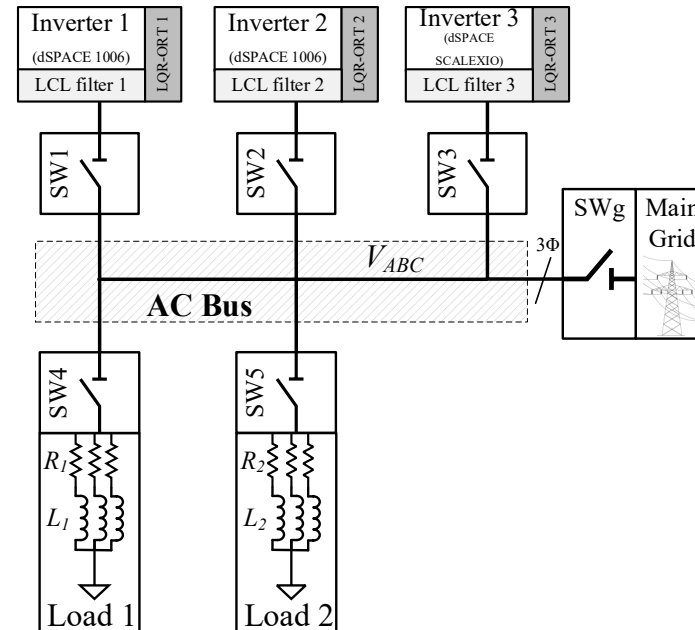 Inverter 1
(dSPACE 1006)
LCL filter 1
LQR-ORT 1
Inverter 2
(dSPACE 1006)
LCL filter 2
LQR-ORT 2
Inverter 3
(dSPACE
SCALEXIO)
LCL filter 3
LQR-ORT 3
SW1
SW2
SW3
SWg
Main
Grid
VABC
3Φ
AC Bus
SW4
SW5
R1
L1
Load 1
R2
L2
Load 2